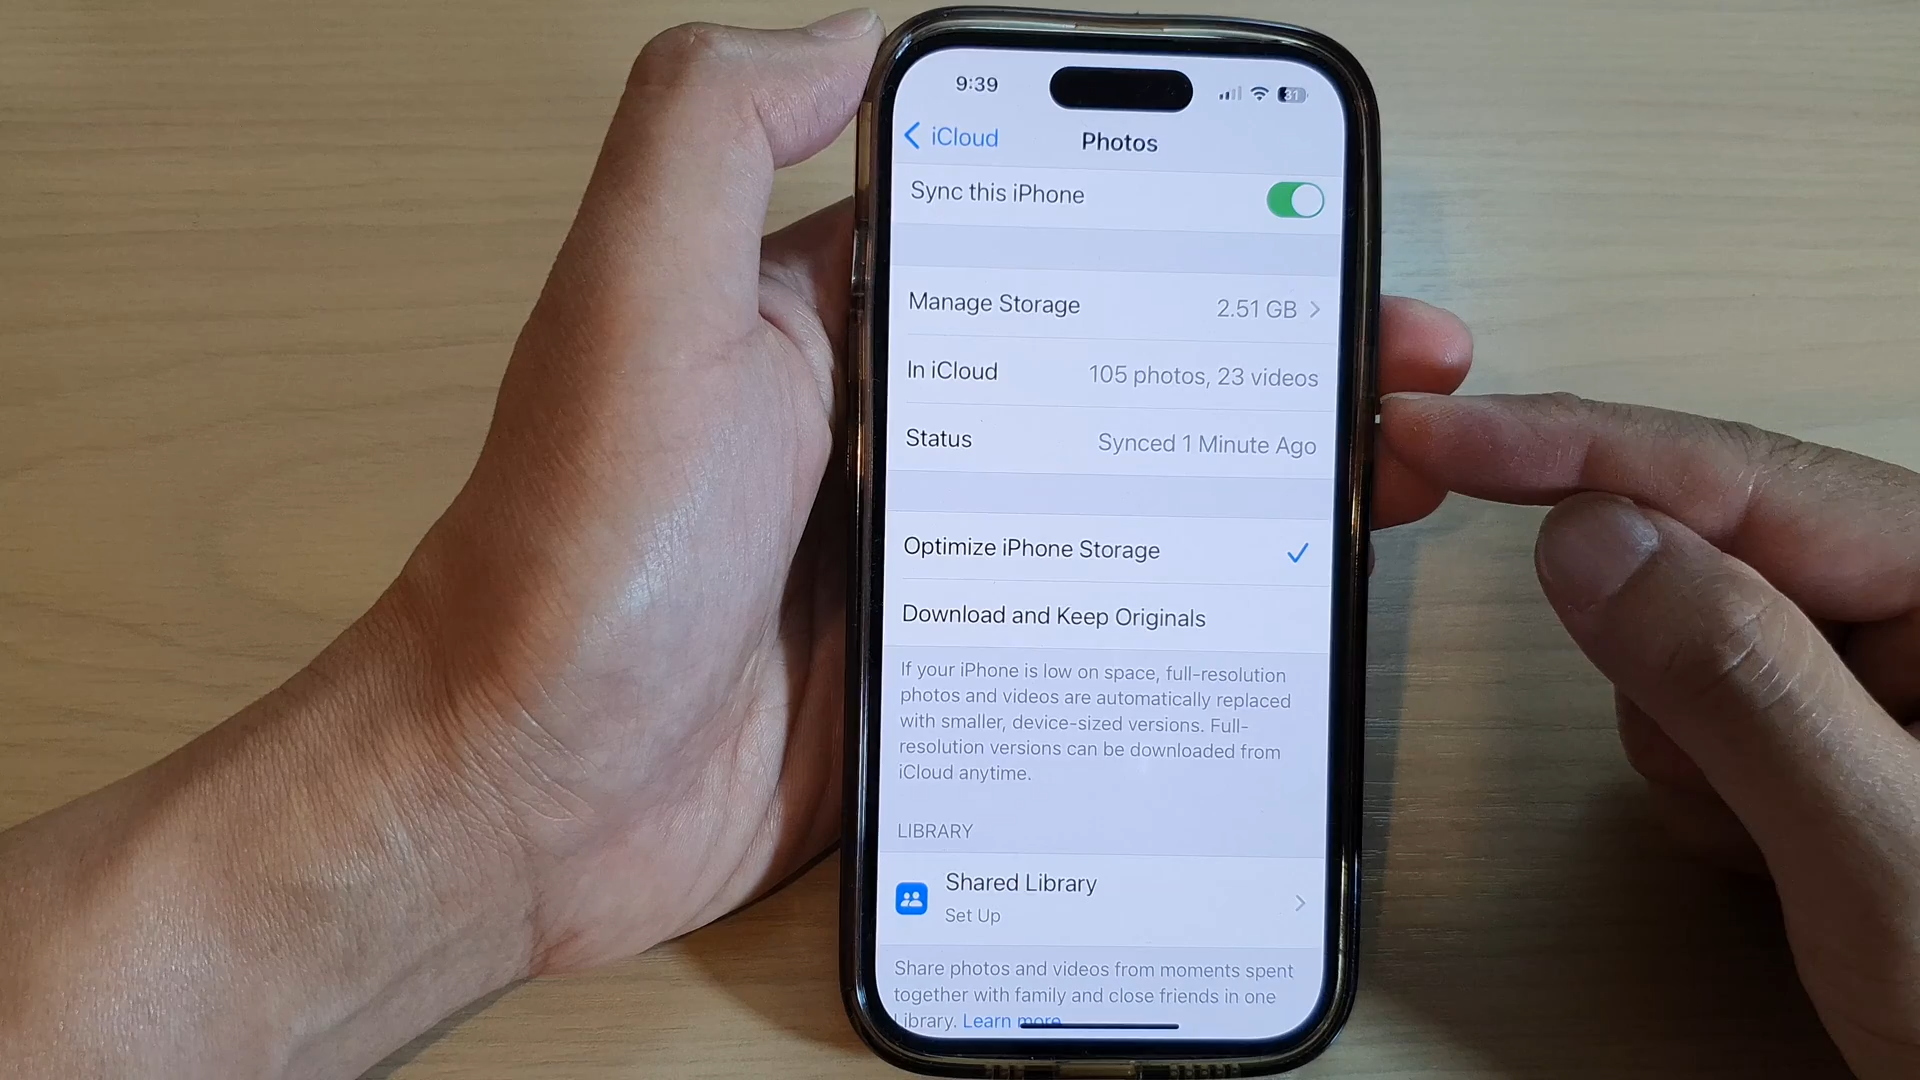 9:39
31
iCloud
Photos
Sync this iPhone
Manage Storage 2.51 GB
In iCloud 105 photos, 23 videos
Status Synced 1 Minute Ago
Optimize iPhone Storage
Download and Keep Originals
If your iPhone is low on space, full-resolution
photos and videos are automatically replaced
with smaller, device-sized versions. Full-
resolution versions can be downloaded from
iCloud anytime.
LIBRARY
Shared Library
Set Up
Share photos and videos from moments spent
together with family and close friends in one
Library. Learn more